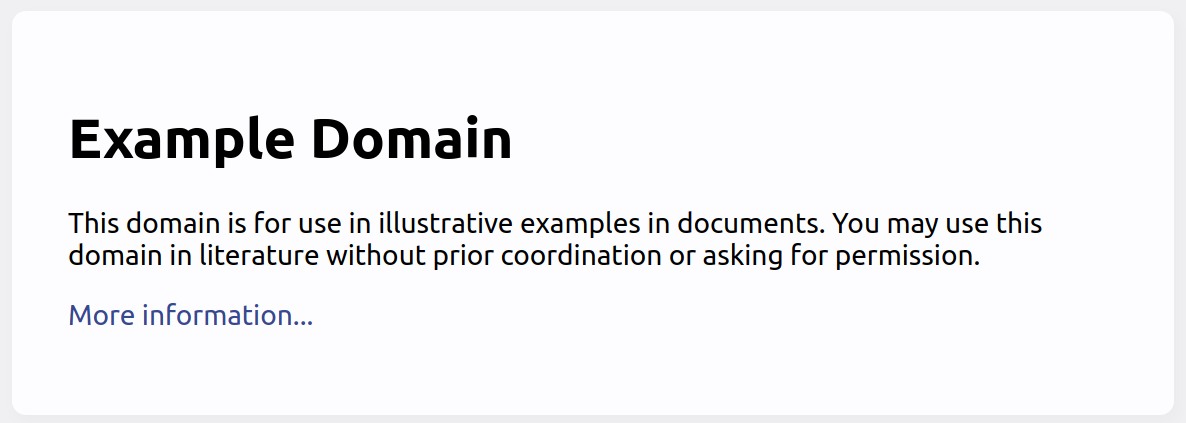 Example Domain
This domain is for use in illustrative examples in documents. You may use this
domain in literature without prior coordination or asking for permission.
More information...